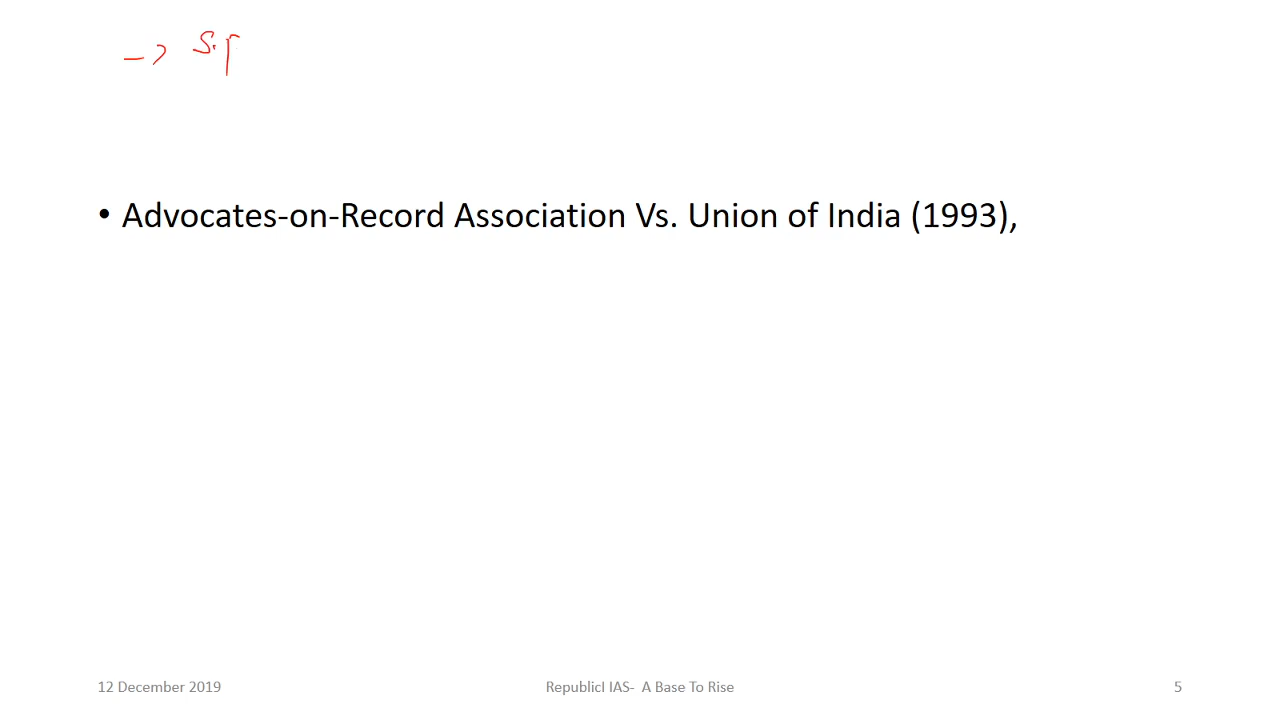 • Advocates-on-Record Association Vs. Union of India (1993),
12 December 2019
RepublicI IAS- A Base To Rise
5